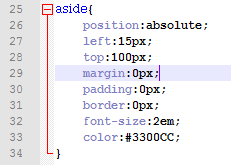 25 aside{
26 position:absolute;
27 left:15px;
28 top:100px;
29 margin:0px;
30 padding:0px;
31 border:0px;
32 font-size:2em;
33 color:#3300CC;
34 }